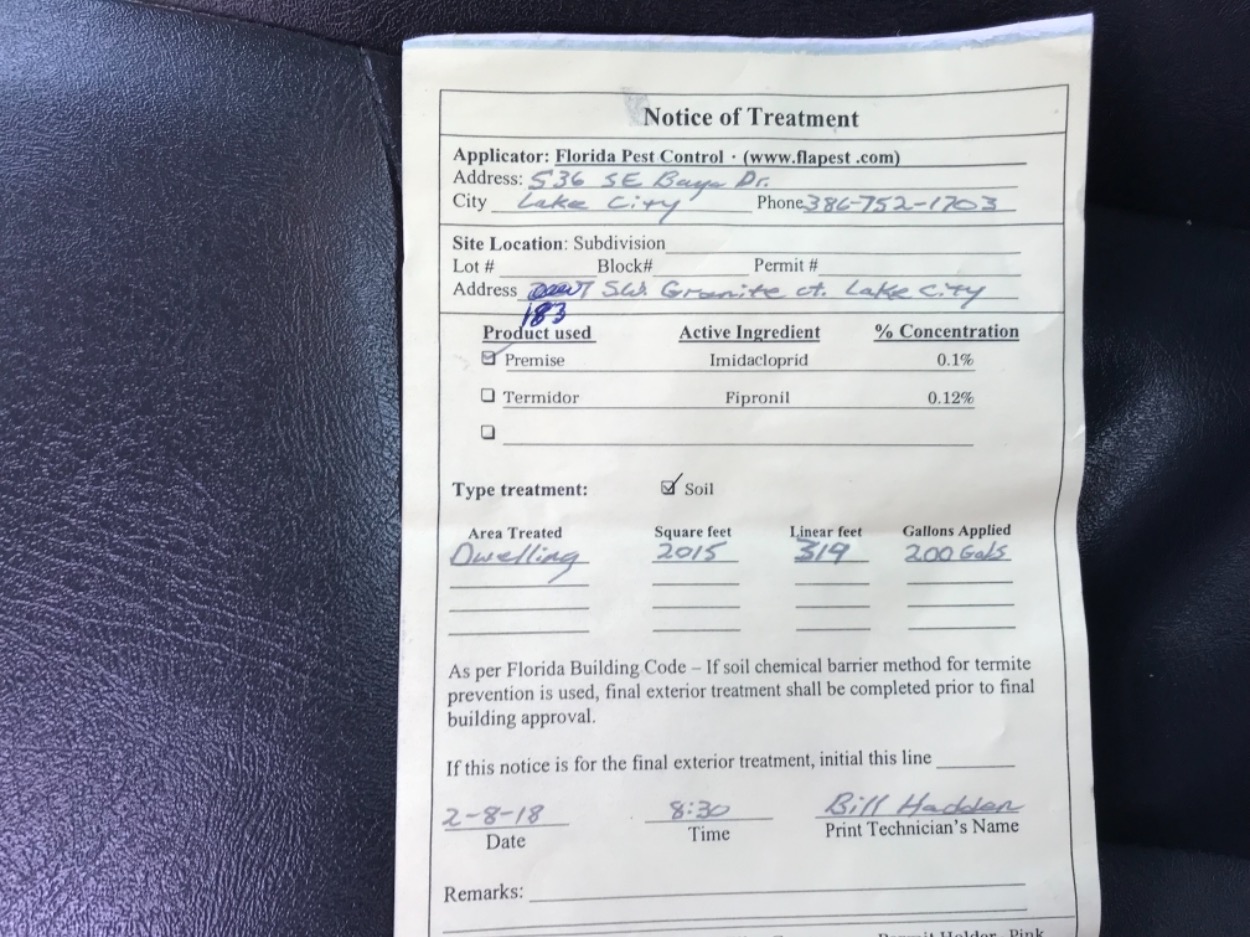 Notice of Treatment
Applicator: Florida Pest Control · (www.flapest .com)
Address: 536 SE Baya Dr.
City Lake City Phone 386-752-1703
Site Location: Subdivision
Lot # Block# Permit #
Address S.W. Granite ct. Lake City
183
Product used Active Ingredient % Concentration
Premise Imidacloprid 0.1%
Termidor Fipronil 0.12%
Type treatment: Soil
Area Treated Square feet Linear feet Gallons Applied
Dwelling 2015 319 200 Gals
As per Florida Building Code – If soil chemical barrier method for termite
prevention is used, final exterior treatment shall be completed prior to final
building approval.
If this notice is for the final exterior treatment, initial this line
2-8-18 8:30 Bill Hadden
Date Time Print Technician's Name
Remarks:
Permit Holder Pink